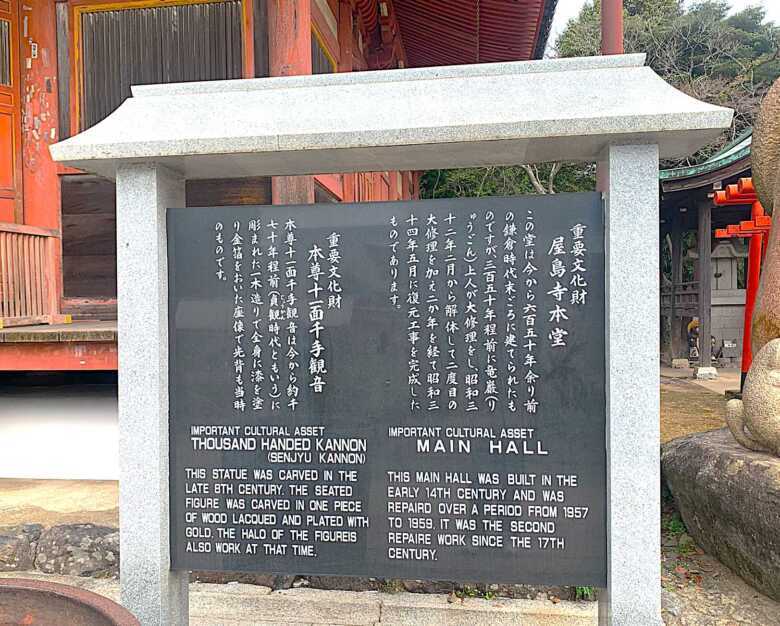 重要文化財
屋島寺本堂
この堂は今から六百五十年余り前
の鎌倉時代末ごろに建てられたも
のですが三百五十年程前に竜巌(り
ゅうごん)上人が大修理をし、昭和三
十二年二月から解体して二度目の
大修理を加え二か年を経て昭和三
十四年五月に復元工事を完成した
ものであります。
重要文化財
本尊十一面千手観音
本尊十一面千手観音は今から約千
七十年程前(貞観時代ともいう)に
じょうがん
彫まれた一木造りで全身に漆を塗
り金箔をおいた座像で光背も当時
のものです。
IMPORTANT CULTURAL ASSET
THOUSAND HANDED KANNON
(SENJYU KANNON)
THIS STATUE WAS CARVED IN THE
LATE 8TH CENTURY. THE SEATED
FIGURE WAS CARVED IN ONE PIECE
OF WOOD LACQUED AND PLATED WITH
GOLD. THE HALO OF THE FIGUREIS
ALSO WORK AT THAT TIME.
IMPORTANT CULTURAL ASSET
MAIN HALL
THIS MAIN HALL WAS BUILT IN THE
EARLY 14TH CENTURY AND WAS
REPAIRD OVER A PERIOD FROM 1957
TO 1959. IT WAS THE SECOND
REPAIRE WORK SINCE THE 17TH
CENTURY.